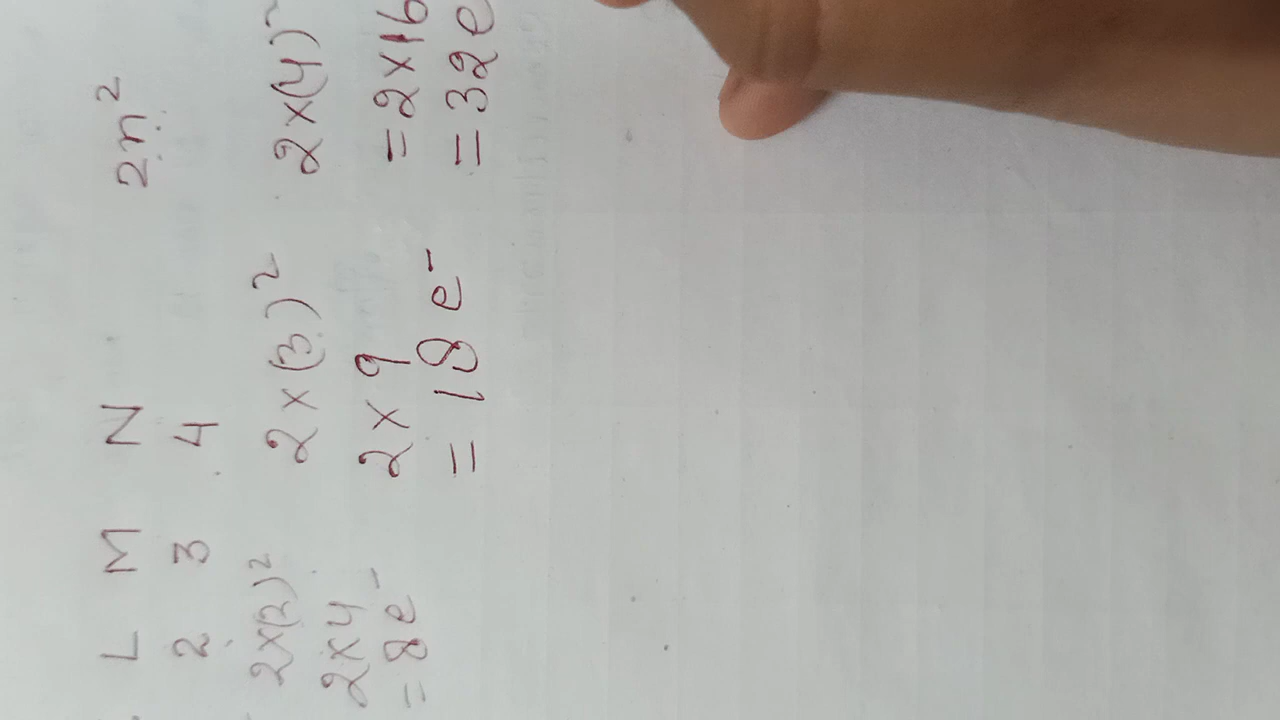 L M N 2n²
2 3 4
2×(2)² 2×(3)² 2×(4)²
2×4 2×9 =2×16
=8e⁻ =18e⁻ =32e